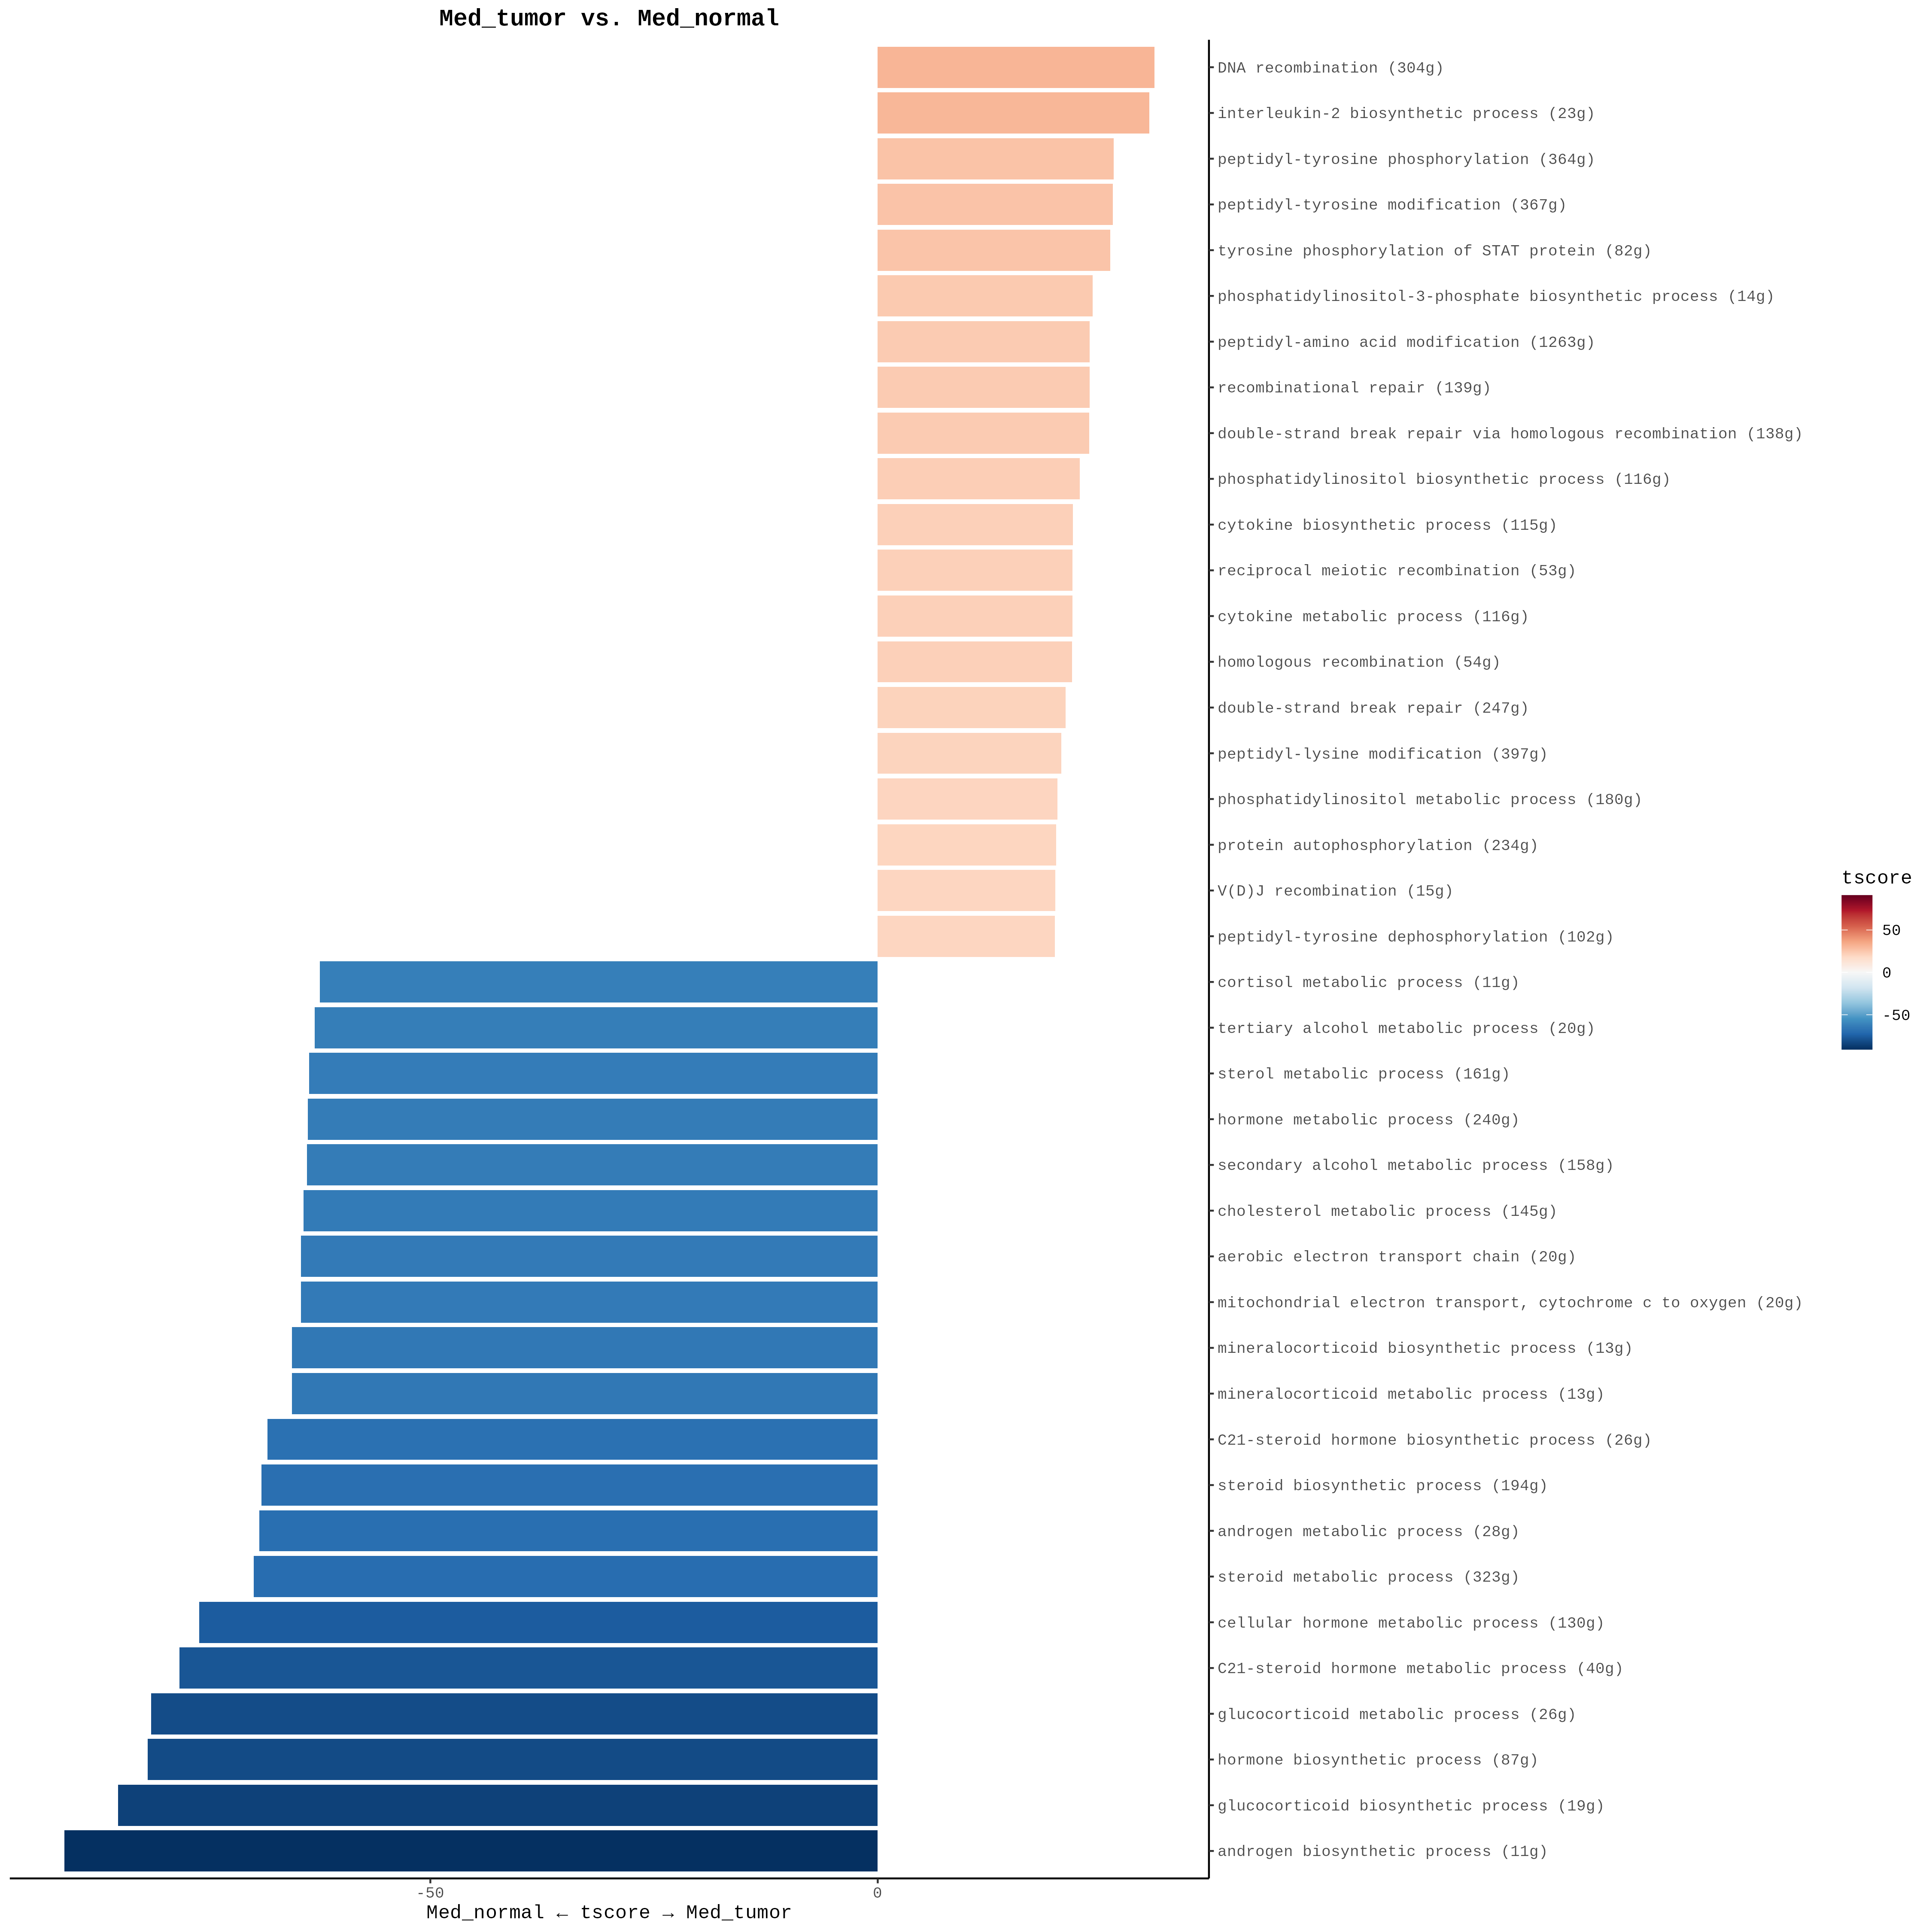 Med_tumor vs. Med_normal
DNA recombination (304g)
interleukin-2 biosynthetic process (23g)
peptidyl-tyrosine phosphorylation (364g)
peptidyl-tyrosine modification (367g)
tyrosine phosphorylation of STAT protein (82g)
phosphatidylinositol-3-phosphate biosynthetic process (14g)
peptidyl-amino acid modification (1263g)
recombinational repair (139g)
double-strand break repair via homologous recombination (138g)
phosphatidylinositol biosynthetic process (116g)
cytokine biosynthetic process (115g)
reciprocal meiotic recombination (53g)
cytokine metabolic process (116g)
homologous recombination (54g)
double-strand break repair (247g)
peptidyl-lysine modification (397g)
phosphatidylinositol metabolic process (180g)
protein autophosphorylation (234g)
V(D)J recombination (15g)
peptidyl-tyrosine dephosphorylation (102g)
cortisol metabolic process (11g)
tertiary alcohol metabolic process (20g)
sterol metabolic process (161g)
hormone metabolic process (240g)
secondary alcohol metabolic process (158g)
cholesterol metabolic process (145g)
aerobic electron transport chain (20g)
mitochondrial electron transport, cytochrome c to oxygen (20g)
mineralocorticoid biosynthetic process (13g)
mineralocorticoid metabolic process (13g)
C21-steroid hormone biosynthetic process (26g)
steroid biosynthetic process (194g)
androgen metabolic process (28g)
steroid metabolic process (323g)
cellular hormone metabolic process (130g)
C21-steroid hormone metabolic process (40g)
glucocorticoid metabolic process (26g)
hormone biosynthetic process (87g)
glucocorticoid biosynthetic process (19g)
androgen biosynthetic process (11g)
-50 0
Med_normal ← tscore → Med_tumor
tscore
50
0
-50